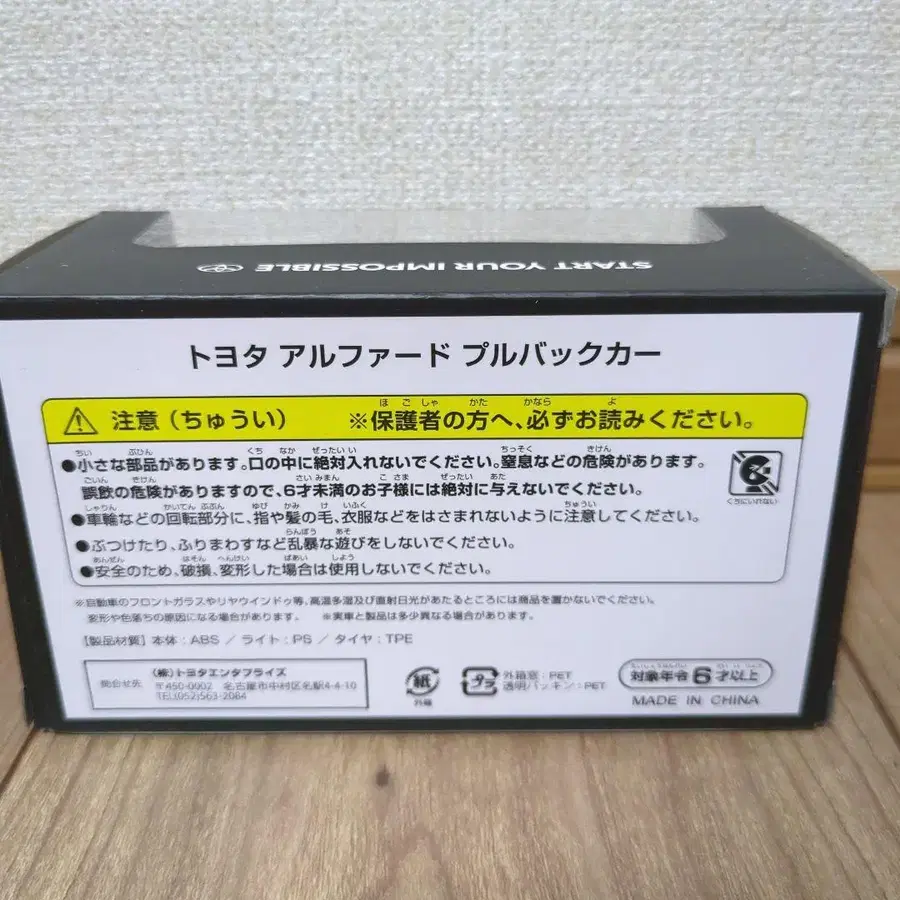 START YOUR IMPOSSIBLE
トヨタ アルファード プルバックカー
注意（ちゅうい） ※保護者の方へ、必ずお読みください。
●小さな部品があります。口の中に絶対入れないでください。窒息などの危険があります。
誤飲の危険がありますので、6才未満のお子様には絶対に与えないでください。
くちにいれない
●車輪などの回転部分に、指や髪の毛、衣服などをはさまれないように注意してください。
●ぶつけたり、ふりまわすなど乱暴な遊びをしないでください。
●安全のため、破損、変形した場合は使用しないでください。
※自動車のフロントガラスやリヤウインドゥ等、高温多湿及び直射日光があたるところには商品を置かないでください。
変形や色落ちの原因になる場合があります。 ※実車と製品は多少異なる場合があります。
【製品材質】本体：ABS / ライト：PS / タイヤ：TPE
問合せ先
(株)トヨタエンタプライズ
〒450-0002 名古屋市中村区名駅4-4-10
TEL(052)563-2084
紙
外箱
プラ
外箱窓：PET
透明パッキン：PET
対象年令 6才以上
MADE IN CHINA